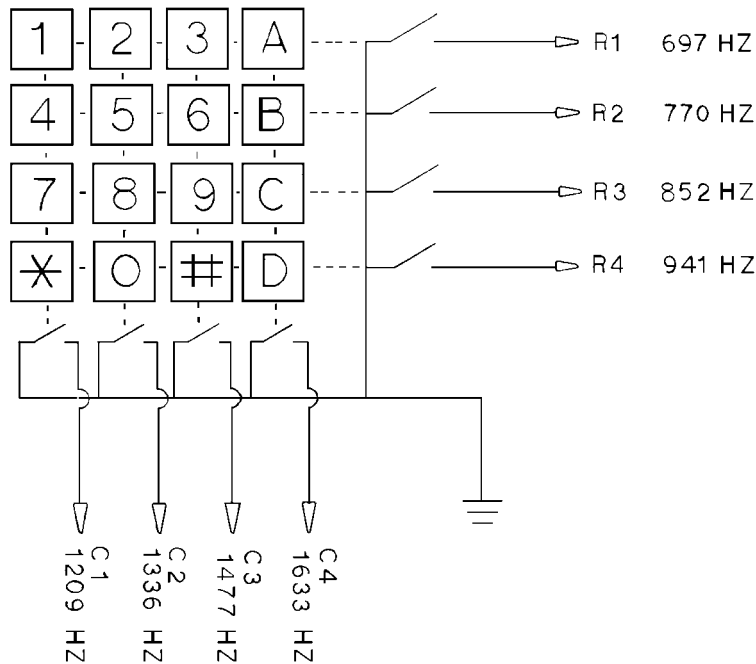 1 2 3 A R1 697 HZ
4 5 6 B R2 770 HZ
7 8 9 C R3 852 HZ
* 0 # D R4 941 HZ
C1
1209 HZ
C2
1336 HZ
C3
1477 HZ
C4
1633 HZ